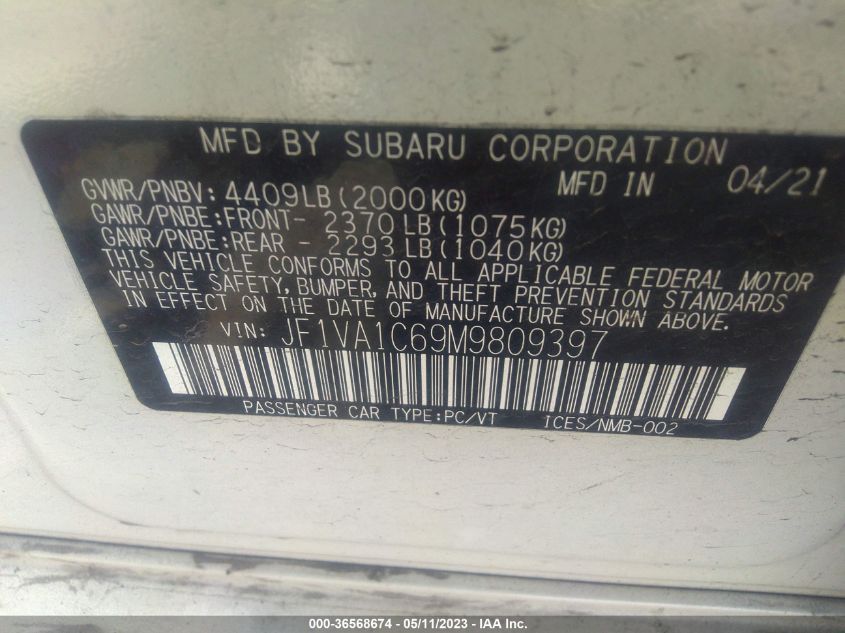 MFD BY SUBARU CORPORATION
MFD IN 04/21
GVWR/PNBV: 4409LB (2000KG)
GAWR/PNBE:FRONT- 2370 LB (1075KG)
GAWR/PNBE:REAR - 2293 LB (1040KG)
THIS VEHICLE CONFORMS TO ALL APPLICABLE FEDERAL MOTOR
VEHICLE SAFETY, BUMPER, AND THEFT PREVENTION STANDARDS
IN EFFECT ON THE DATE OF MANUFACTURE SHOWN ABOVE.
VIN: JF1VA1C69M9809397
PASSENGER CAR TYPE:PC/VT ICES/NMB-002
000-36568674 - 05/11/2023 - IAA Inc.